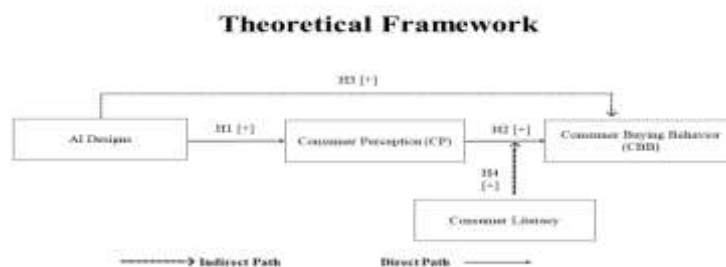 Theoretical Framework
H3 [+]
AI Designs
H1 [+]
Consumer Perception (CP)
H2 [+]
Consumer Buying Behavior
(CBB)
H4
[+]
Consumer Literacy
Indirect Path
Direct Path